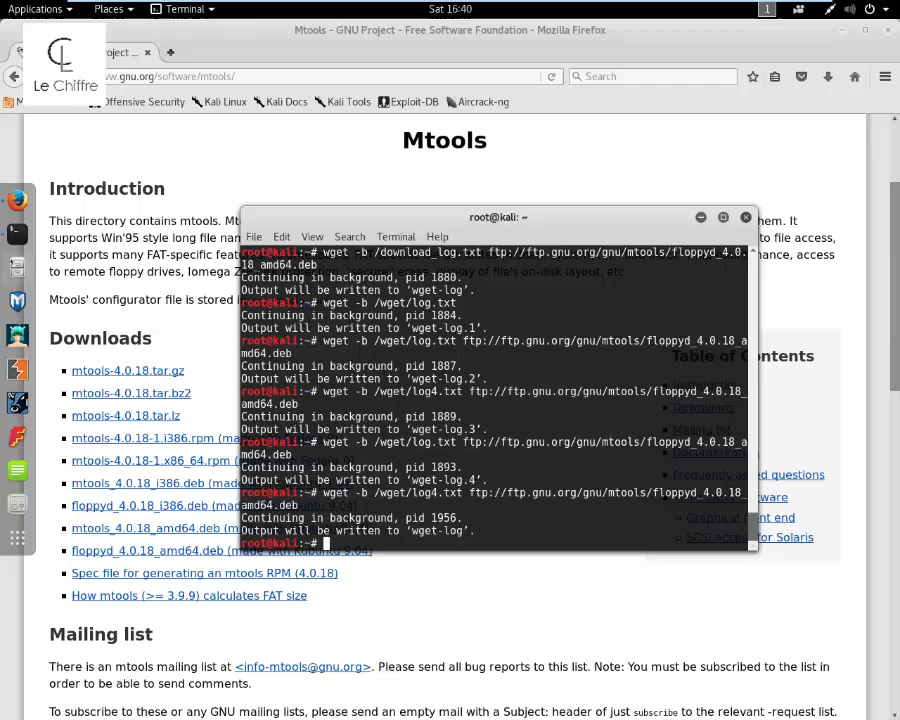 Applications
Places
Terminal
Sat 16:40
1
Mtools - GNU Project - Free Software Foundation - Mozilla Firefox
CL
Le Chiffre
oject ...
w.gnu.org/software/mtools/
Search
Offensive Security
Kali Linux
Kali Docs
Kali Tools
Exploit-DB
Aircrack-ng
Mtools
Introduction
This directory contains mtools.
supports Win'95 style long file
it supports many FAT-specific
to remote floppy drives, Iomega
Mtools' configurator file is stored
hem. It
to file access,
nance, access
Downloads
mtools-4.0.18.tar.gz
mtools-4.0.18.tar.bz2
mtools-4.0.18.tar.lz
mtools-4.0.18-1.i386.rpm
mtools-4.0.18-1.x86_64.rpm
mtools_4.0.18_i386.deb
floppyd_4.0.18_i386.deb
mtools_4.0.18_amd64.deb
floppyd_4.0.18_amd64.deb (made with Kubuntu 9.04)
Spec file for generating an mtools RPM (4.0.18)
How mtools (>= 3.9.9) calculates FAT size
root@kali: ~
File Edit View Search Terminal Help
root@kali:~# wget -b /download_log.txt ftp://ftp.gnu.org/gnu/mtools/floppyd_4.0.
18_amd64.deb
Continuing in background, pid 1880.
Output will be written to ‘wget-log’.
root@kali:~# wget -b /wget/log.txt
Continuing in background, pid 1884.
Output will be written to ‘wget-log.1’.
root@kali:~# wget -b /wget/log.txt ftp://ftp.gnu.org/gnu/mtools/floppyd_4.0.18_a
md64.deb
Continuing in background, pid 1887.
Output will be written to ‘wget-log.2’.
root@kali:~# wget -b /wget/log4.txt ftp://ftp.gnu.org/gnu/mtools/floppyd_4.0.18_
amd64.deb
Continuing in background, pid 1889.
Output will be written to ‘wget-log.3’.
root@kali:~# wget -b /wget/log.txt ftp://ftp.gnu.org/gnu/mtools/floppyd_4.0.18_a
md64.deb
Continuing in background, pid 1893.
Output will be written to ‘wget-log.4’.
root@kali:~# wget -b /wget/log4.txt ftp://ftp.gnu.org/gnu/mtools/floppyd_4.0.18_
amd64.deb
Continuing in background, pid 1956.
Output will be written to ‘wget-log’.
root@kali:~#
Table of Contents
Downloads
Mailing list
Documentation
Frequently asked questions
Graphical front end
SCSI access for Solaris
Mailing list
There is an mtools mailing list at <info-mtools@gnu.org>. Please send all bug reports to this list. Note: You must be subscribed to the list in
order to be able to send comments.
To subscribe to these or any GNU mailing lists, please send an empty mail with a Subject: header of just subscribe to the relevant -request list.